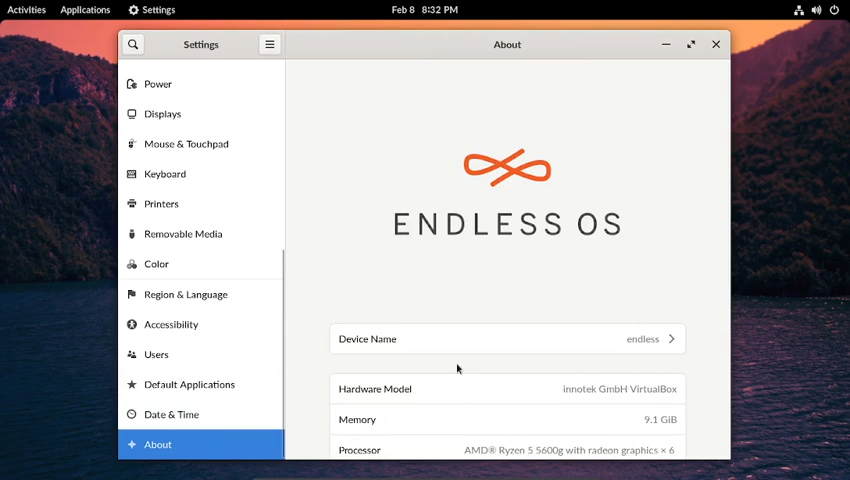 Activities Applications Settings Feb 8 8:32 PM
Settings About
Power
Displays
Mouse & Touchpad
Keyboard
Printers
Removable Media
Color
Region & Language
Accessibility
Users
Default Applications
Date & Time
About
ENDLESS OS
Device Name endless
Hardware Model innotek GmbH VirtualBox
Memory 9.1 GiB
Processor AMD® Ryzen 5 5600g with radeon graphics × 6